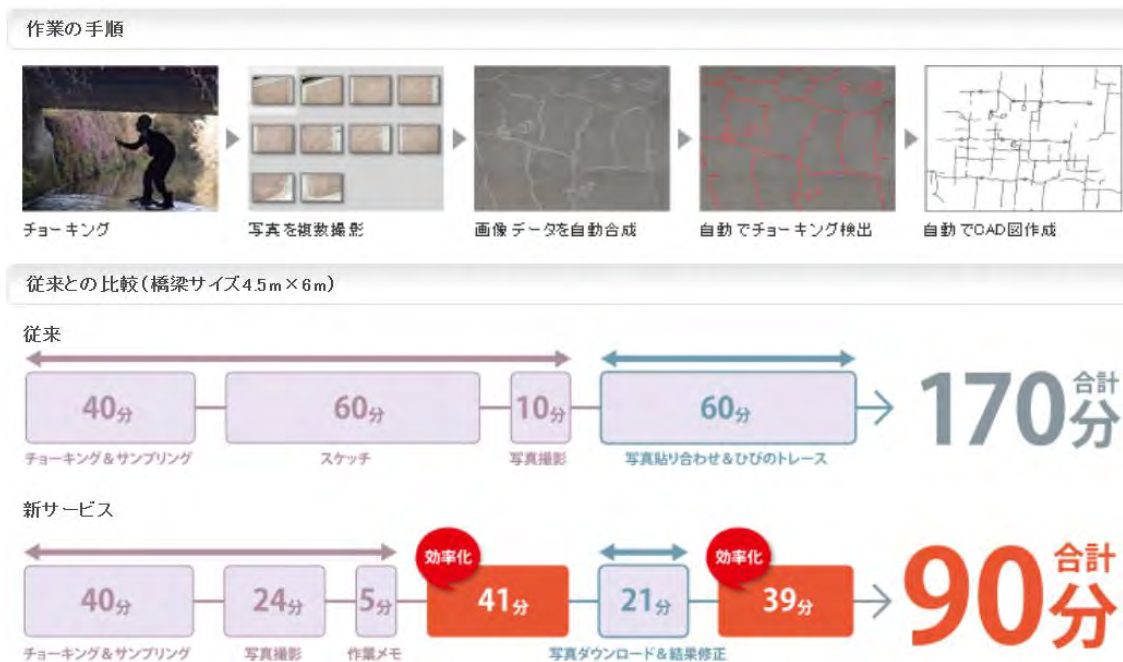 作業の手順
チョーキング
写真を複数撮影
画像データを自動合成
自動でチョーキング検出
自動でCAD図作成
従来との比較(橋梁サイズ4.5m×6m)
従来
40分
60分
10分
60分
170分
合計
チョーキング&サンプリング
スケッチ
写真撮影
写真貼り合わせ&ひびのトレース
新サービス
効率化
効率化
40分
24分
5分
41分
21分
39分
90分
合計
チョーキング&サンプリング
写真撮影
作業メモ
写真ダウンロード&結果修正